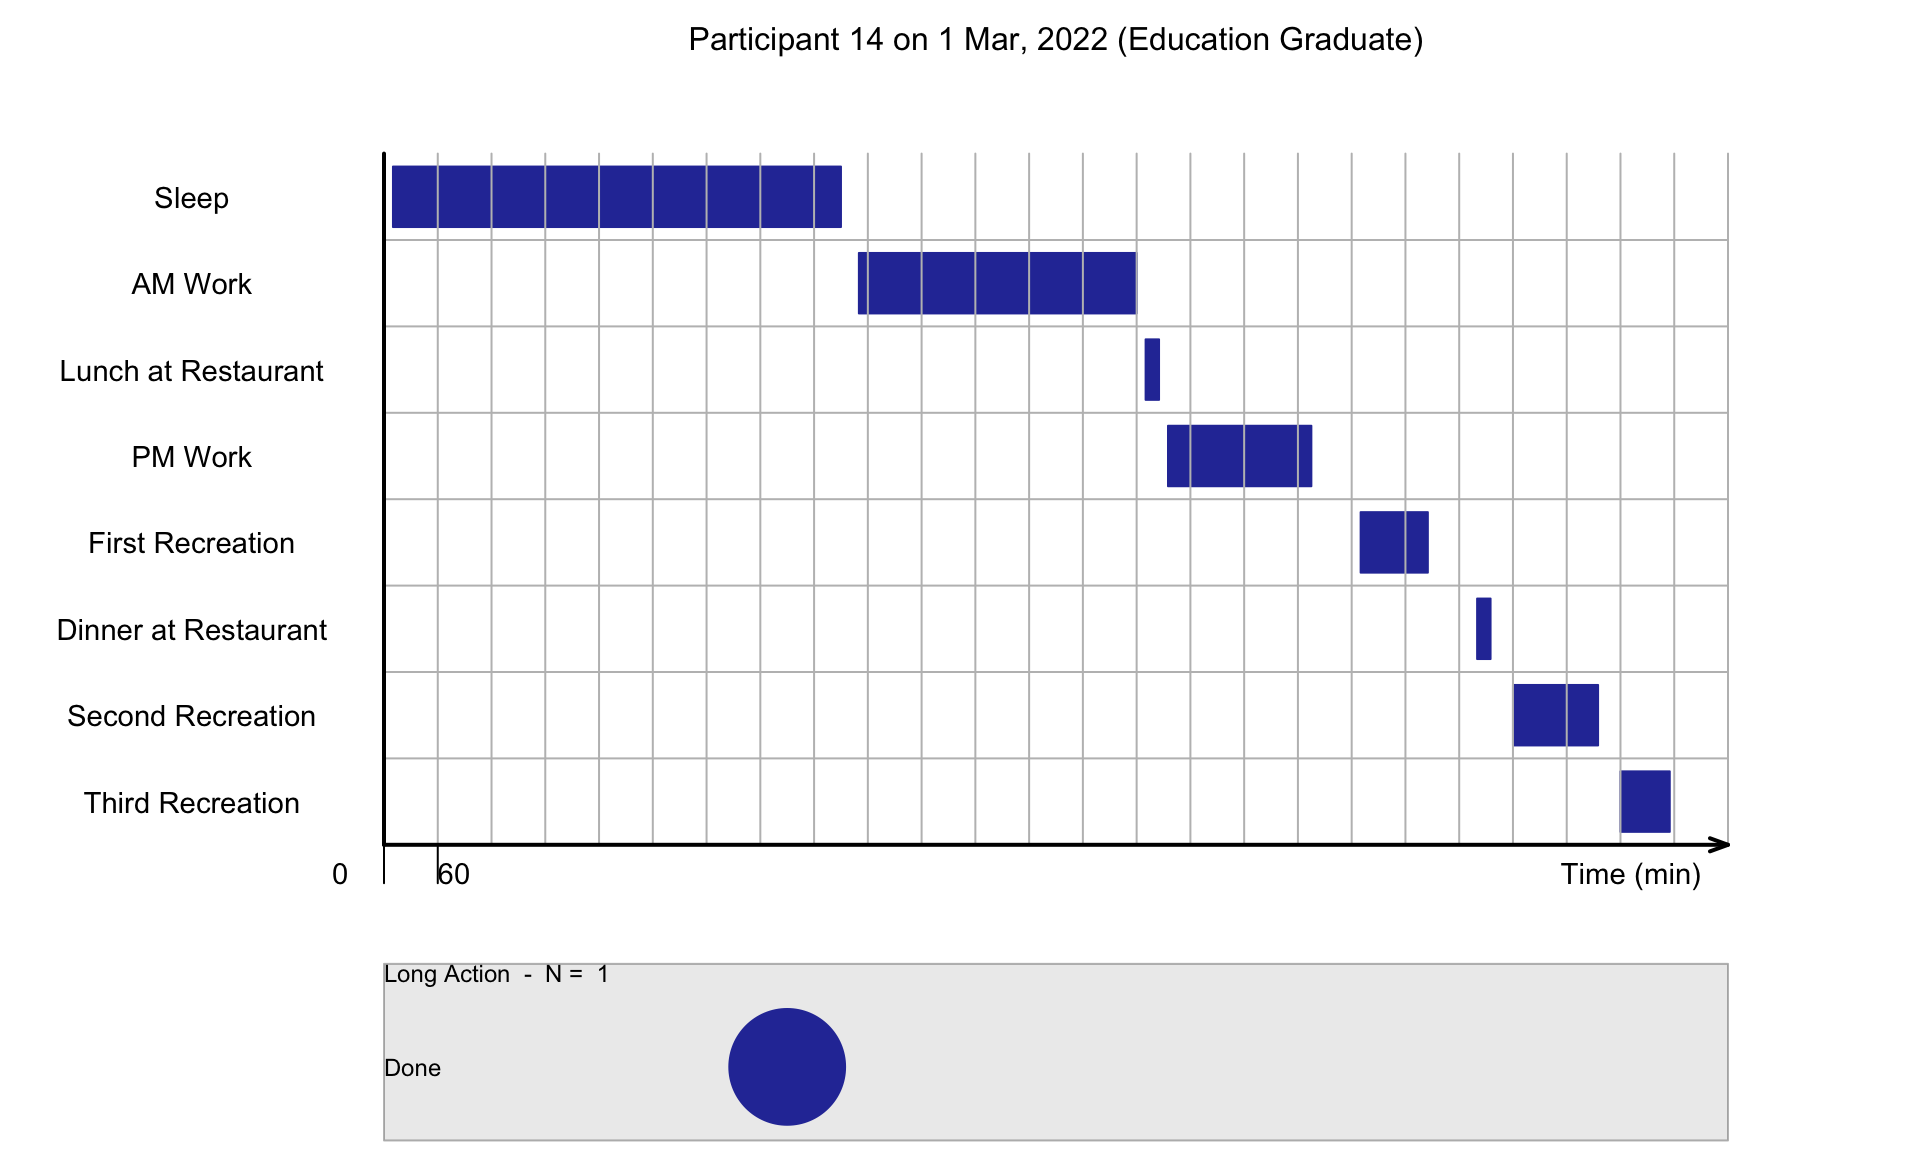 Participant 14 on 1 Mar, 2022 (Education Graduate)
Sleep
AM Work
Lunch at Restaurant
PM Work
First Recreation
Dinner at Restaurant
Second Recreation
Third Recreation
0 60 Time (min)
Long Action - N = 1
Done